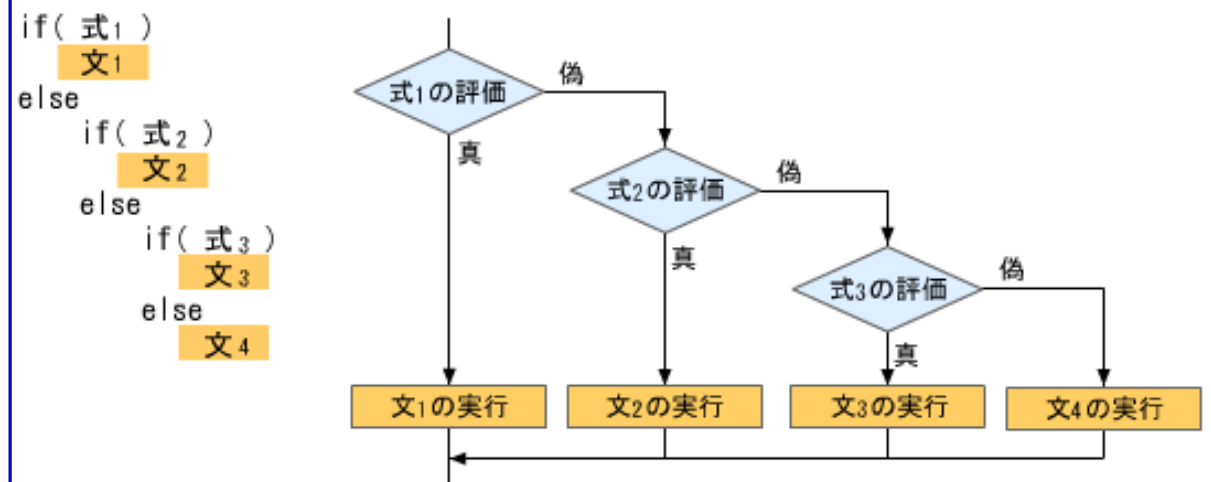 if( 式1 )
文1
else
if( 式2 )
文2
else
if( 式3 )
文3
else
文4
式1の評価
偽
真
式2の評価
偽
真
式3の評価
偽
真
文1の実行
文2の実行
文3の実行
文4の実行